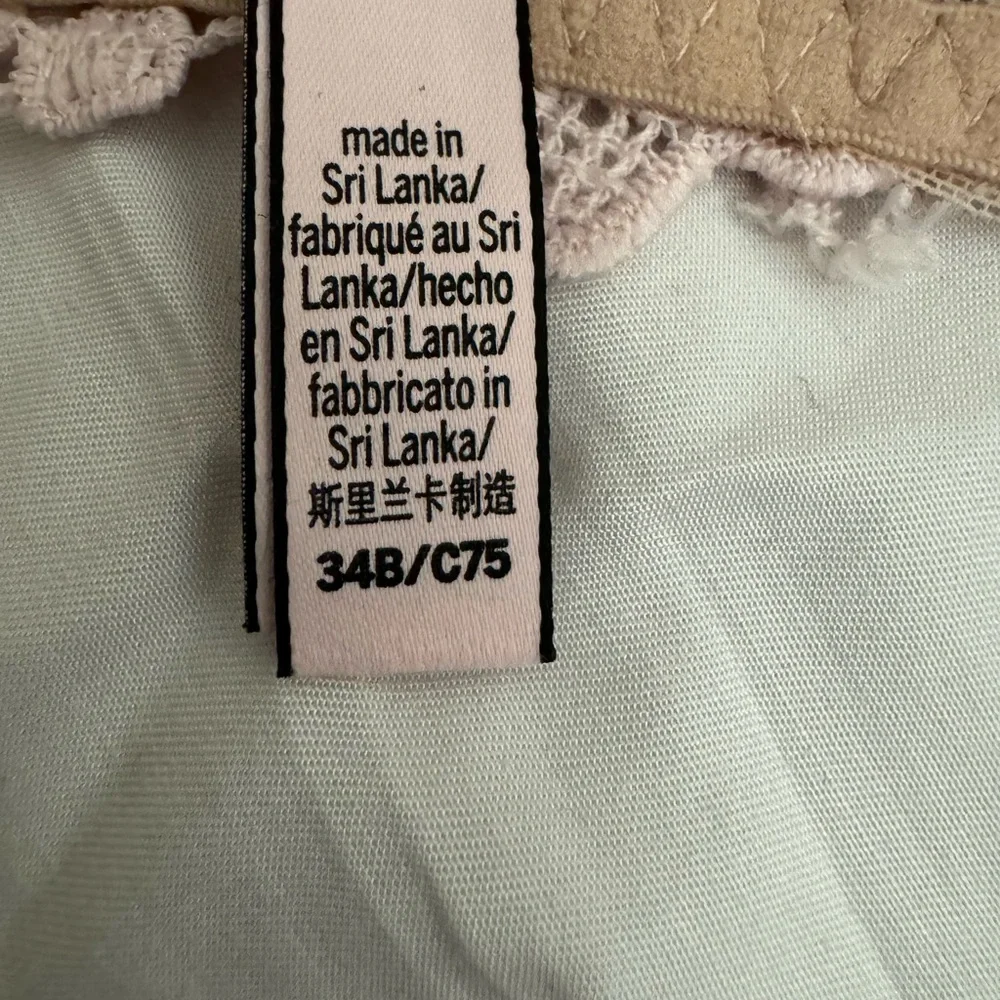 made in
Sri Lanka/
fabriqué au Sri
Lanka/hecho
en Sri Lanka/
fabbricato in
Sri Lanka/
斯里兰卡制造
34B/C75